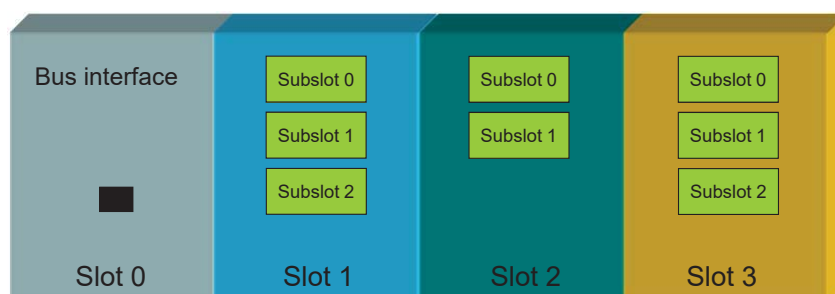 Bus interface
Slot 0
Subslot 0
Subslot 1
Subslot 2
Slot 1
Subslot 0
Subslot 1
Slot 2
Subslot 0
Subslot 1
Subslot 2
Slot 3